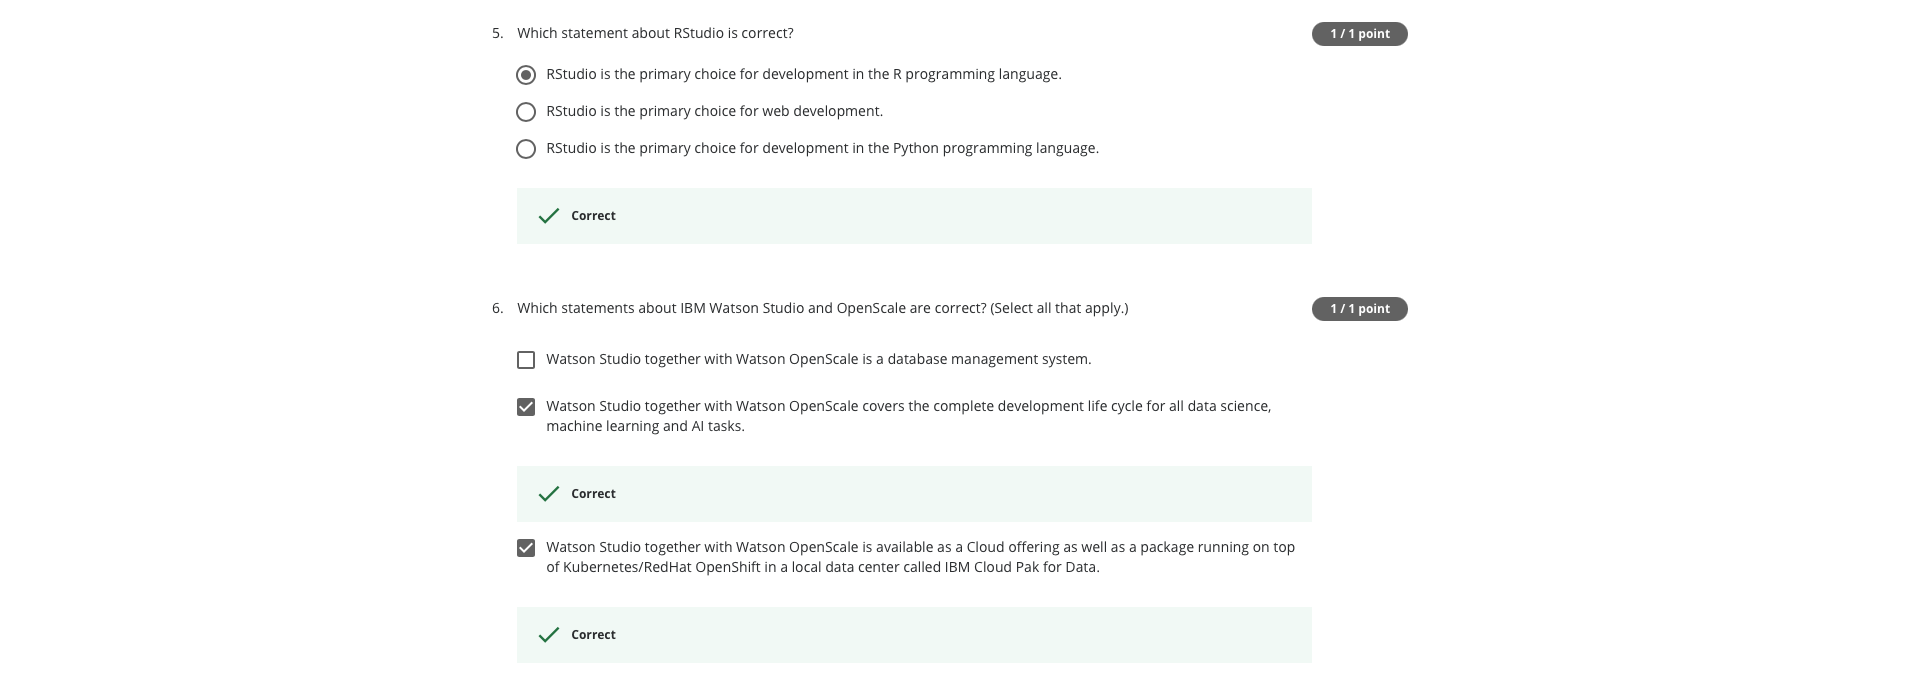 5. Which statement about RStudio is correct? 1 / 1 point
RStudio is the primary choice for development in the R programming language.
RStudio is the primary choice for web development.
RStudio is the primary choice for development in the Python programming language.
Correct
6. Which statements about IBM Watson Studio and OpenScale are correct? (Select all that apply.) 1 / 1 point
Watson Studio together with Watson OpenScale is a database management system.
Watson Studio together with Watson OpenScale covers the complete development life cycle for all data science,
machine learning and AI tasks.
Correct
Watson Studio together with Watson OpenScale is available as a Cloud offering as well as a package running on top
of Kubernetes/RedHat OpenShift in a local data center called IBM Cloud Pak for Data.
Correct